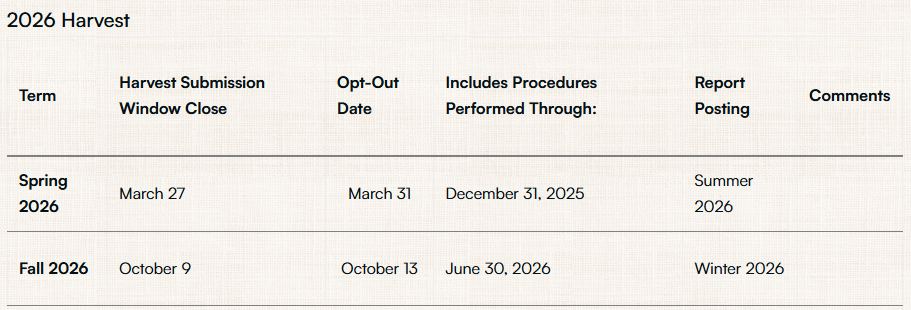 2026 Harvest
Term
Harvest Submission
Window Close
Opt-Out
Date
Includes Procedures
Performed Through:
Report
Posting
Comments
Spring
2026
March 27
March 31
December 31, 2025
Summer
2026
Fall 2026
October 9
October 13
June 30, 2026
Winter 2026